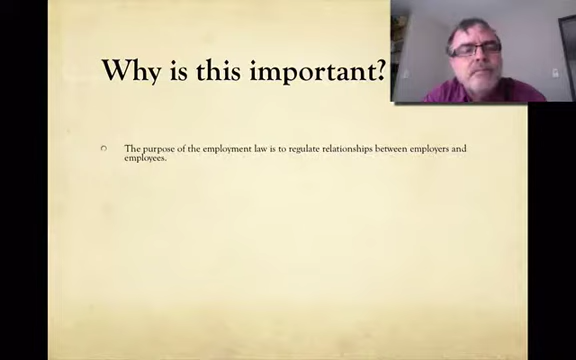 Why is this important?
The purpose of the employment law is to regulate relationships between employers and
employees.